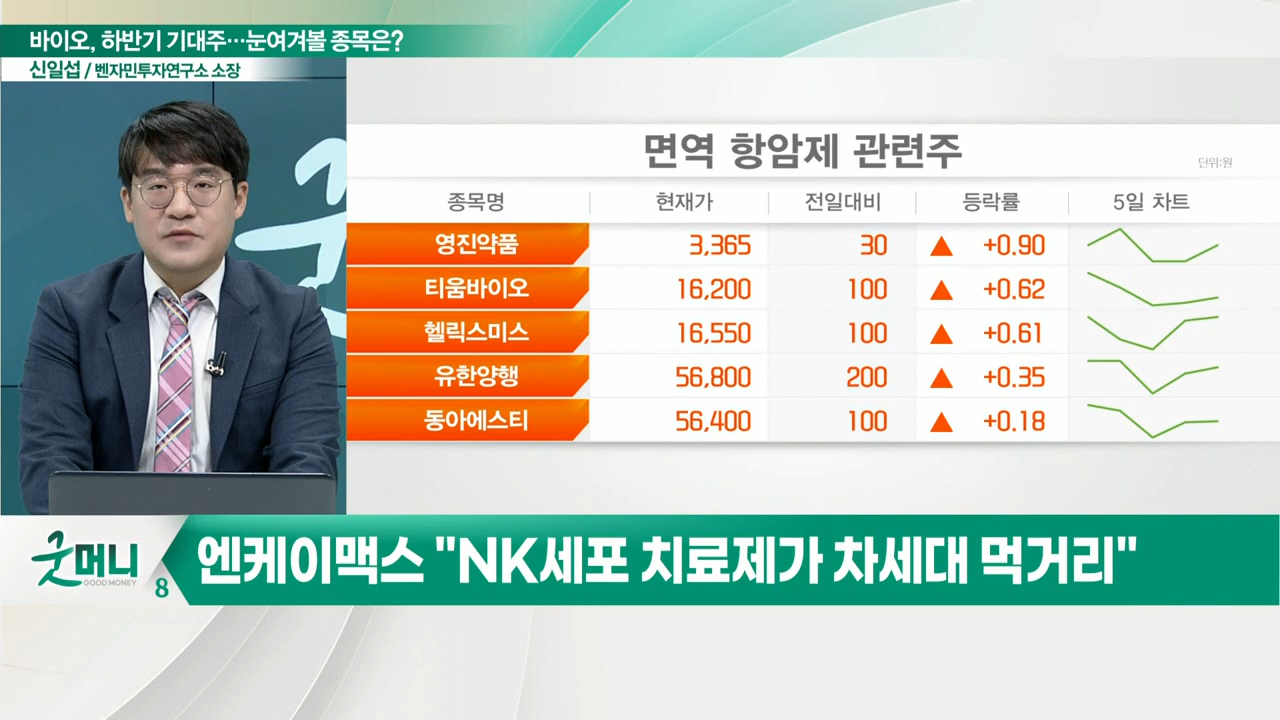 바이오, 하반기 기대주…눈여겨볼 종목은?
신일섭 / 벤자민투자연구소 소장
면역 항암제 관련주
단위:원
종목명 현재가 전일대비 등락률 5일 차트
영진약품 3,365 30 ▲ +0.90
티움바이오 16,200 100 ▲ +0.62
헬릭스미스 16,550 100 ▲ +0.61
유한양행 56,800 200 ▲ +0.35
동아에스티 56,400 100 ▲ +0.18
굿머니
GOOD MONEY
8
엔케이맥스 "NK세포 치료제가 차세대 먹거리"